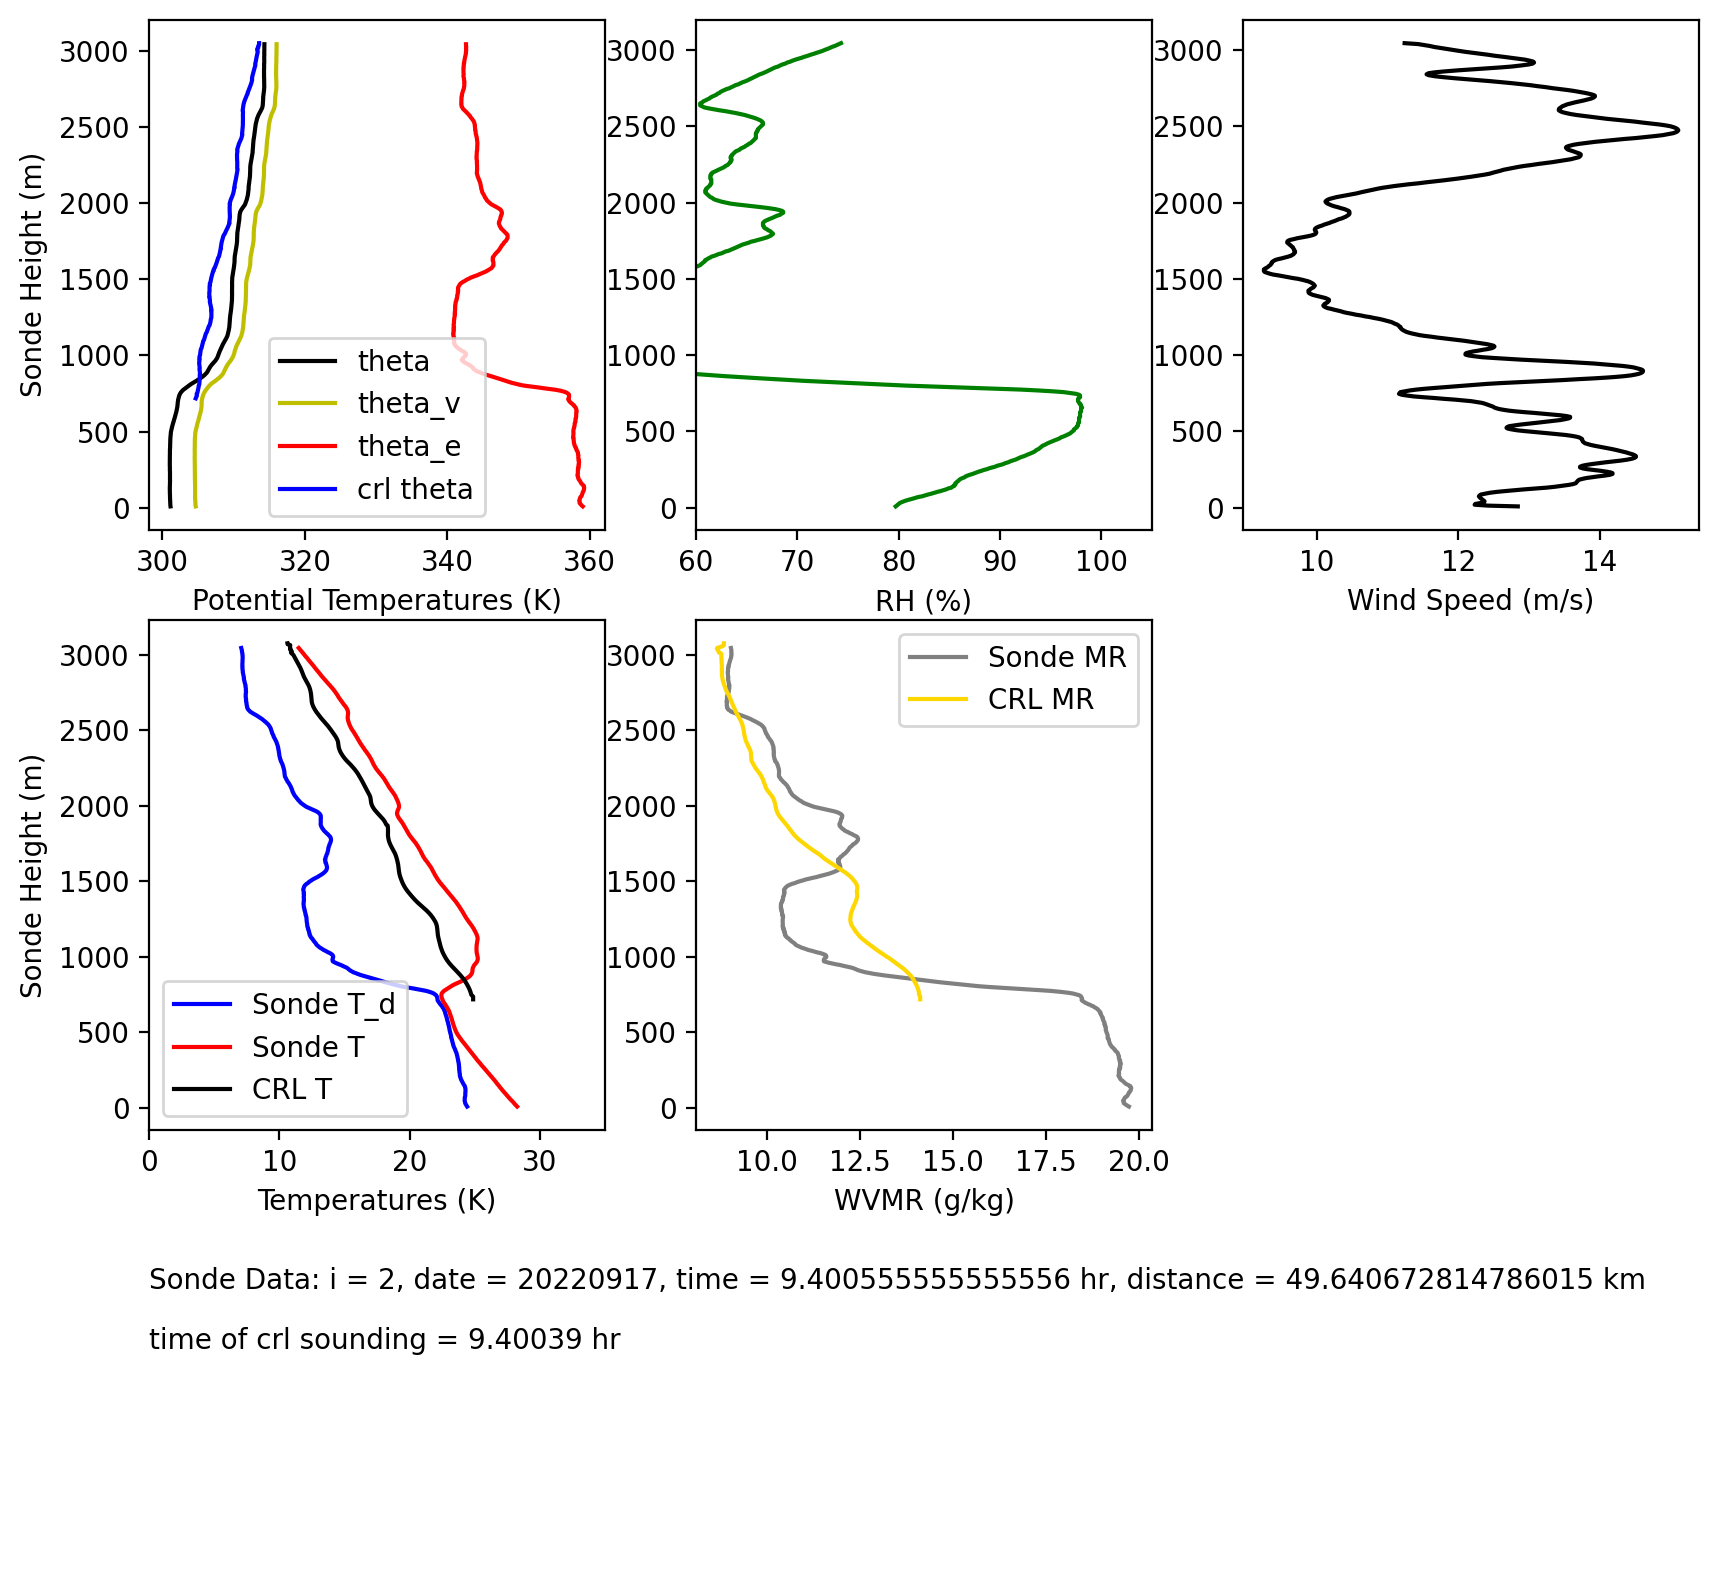 3000
2500
2000
1500
1000
500
0
Sonde Height (m)
300 320 340 360
Potential Temperatures (K)
theta
theta_v
theta_e
crl theta
3000
2500
2000
1500
1000
500
0
60 70 80 90 100
RH (%)
3000
2500
2000
1500
1000
500
0
10 12 14
Wind Speed (m/s)
3000
2500
2000
1500
1000
500
0
Sonde Height (m)
0 10 20 30
Temperatures (K)
Sonde T_d
Sonde T
CRL T
3000
2500
2000
1500
1000
500
0
10.0 12.5 15.0 17.5 20.0
WVMR (g/kg)
Sonde MR
CRL MR
Sonde Data: i = 2, date = 20220917, time = 9.400555555555556 hr, distance = 49.640672814786015 km
time of crl sounding = 9.40039 hr